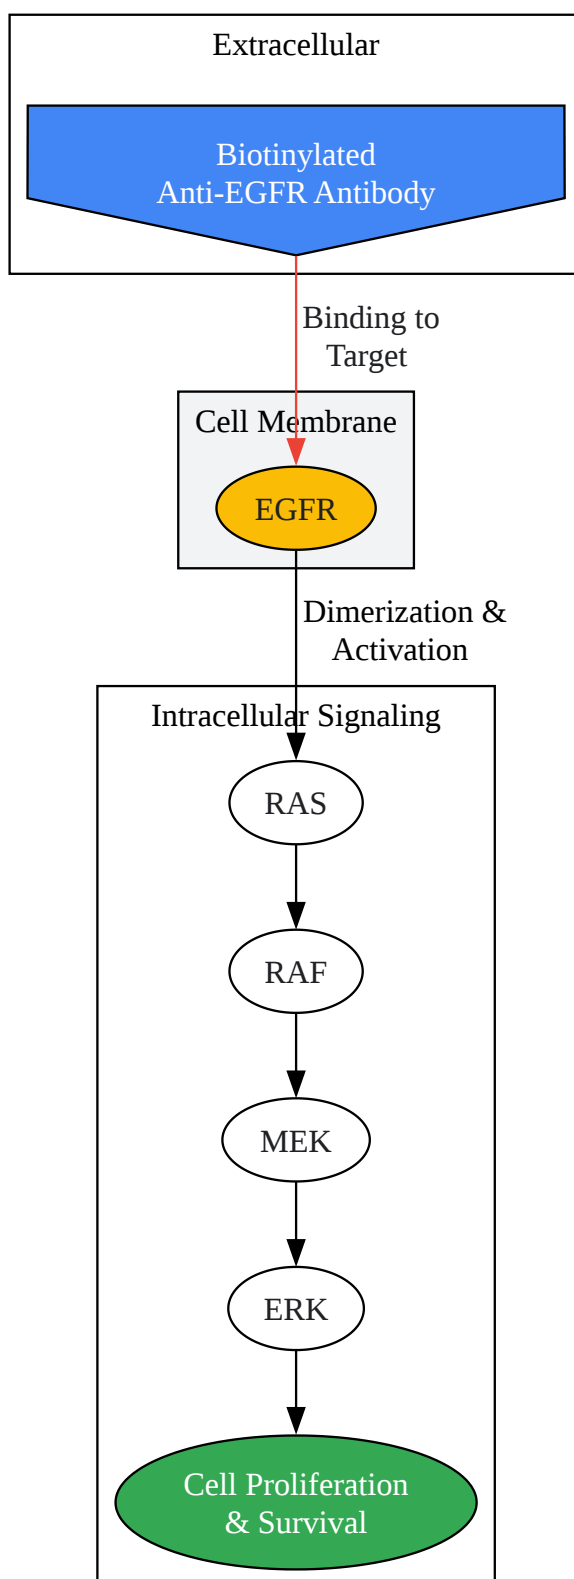 Extracellular
Biotinylated
Anti-EGFR Antibody
Binding to
Target
Cell Membrane
EGFR
Dimerization &
Activation
Intracellular Signaling
RAS
RAF
MEK
ERK
Cell Proliferation
& Survival